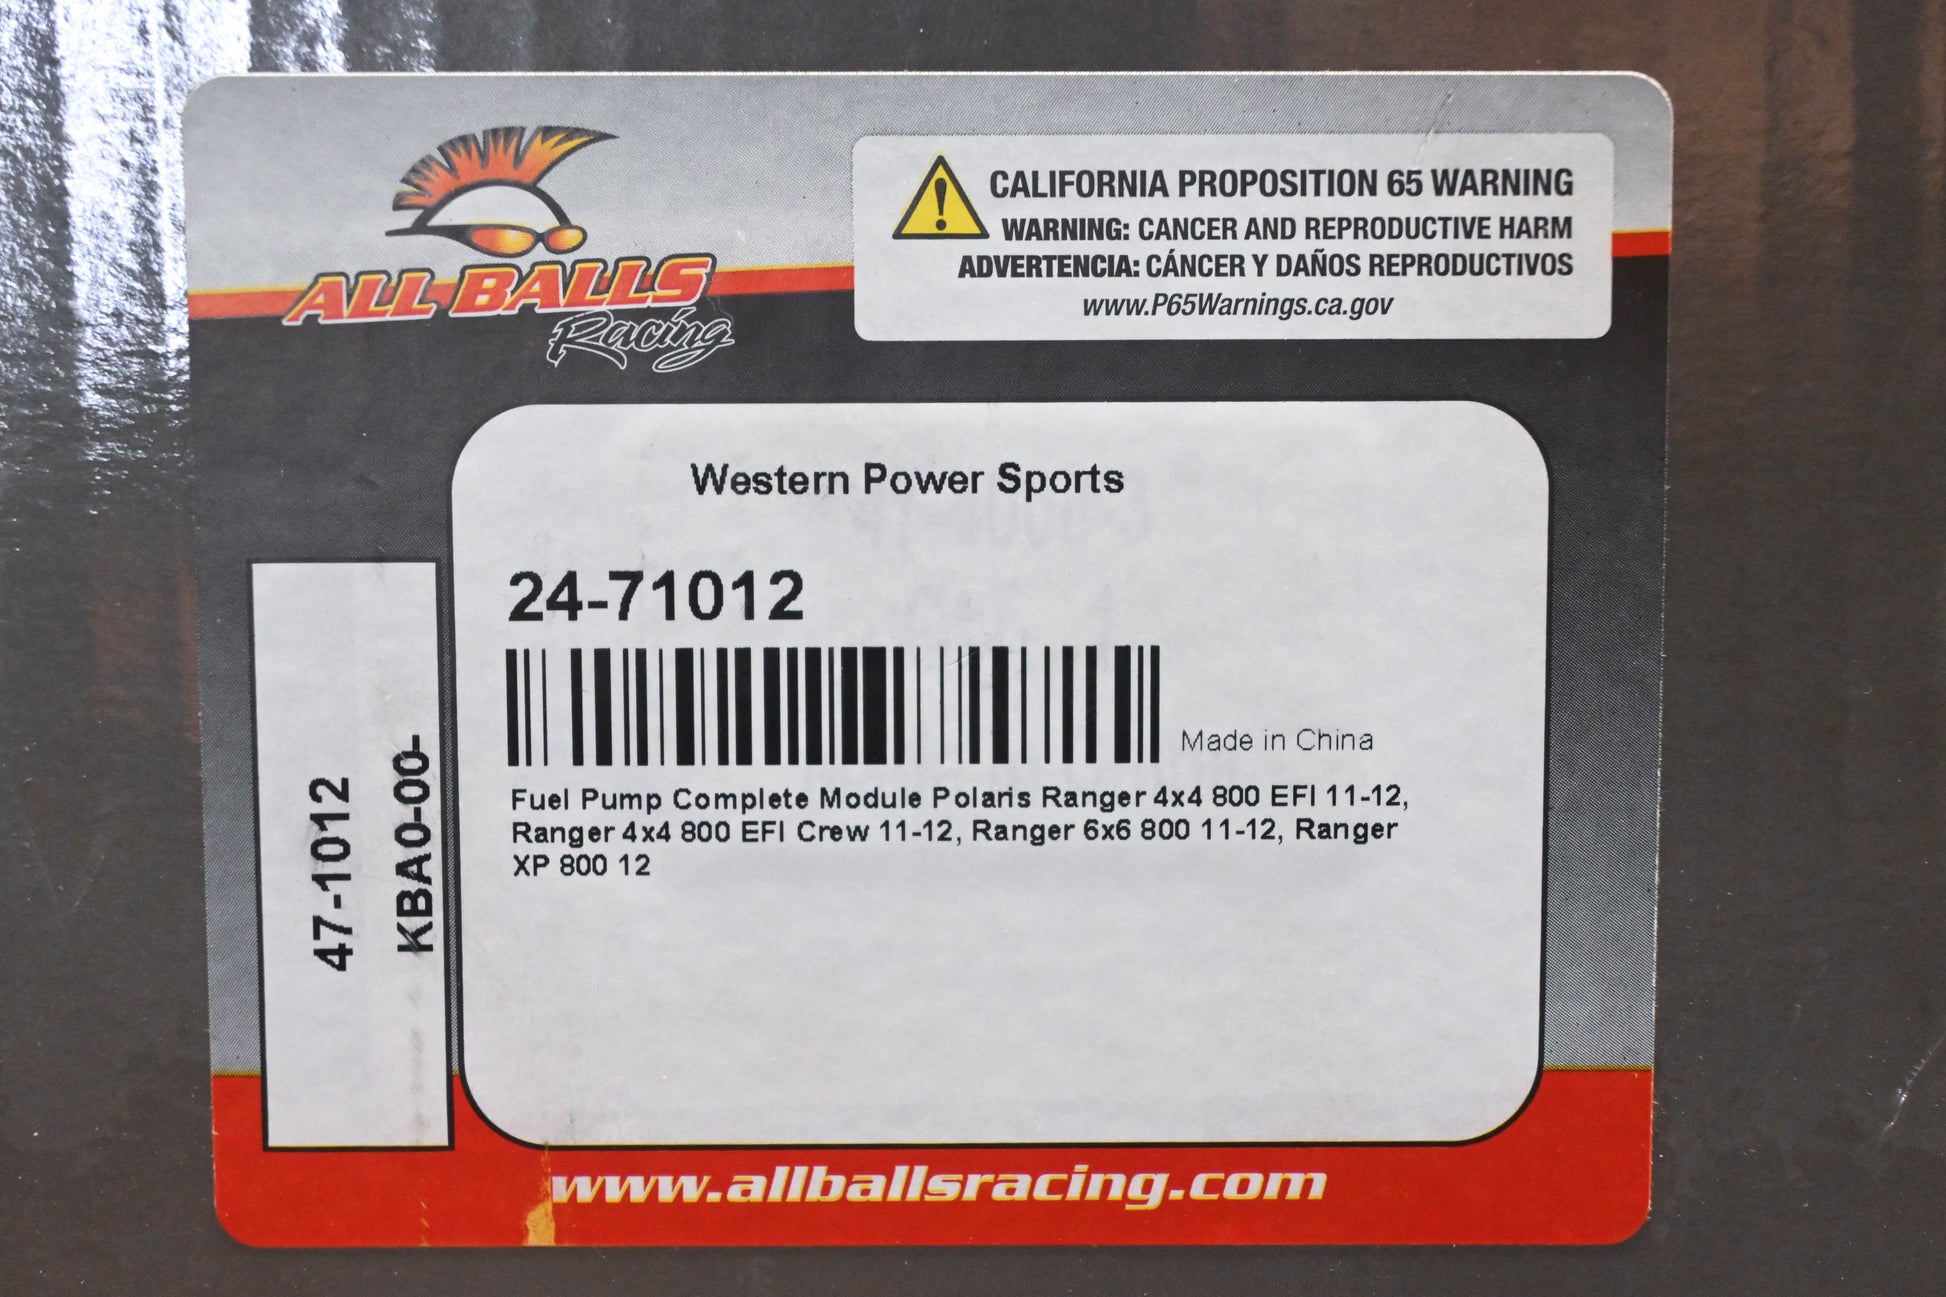 ALL BALLS
Racing
CALIFORNIA PROPOSITION 65 WARNING
WARNING: CANCER AND REPRODUCTIVE HARM
ADVERTENCIA: CÁNCER Y DAÑOS REPRODUCTIVOS
www.P65Warnings.ca.gov
Western Power Sports
24-71012
Made in China
Fuel Pump Complete Module Polaris Ranger 4x4 800 EFI 11-12,
Ranger 4x4 800 EFI Crew 11-12, Ranger 6x6 800 11-12, Ranger
XP 800 12
47-1012
KBA0-00-
www.allballsracing.com